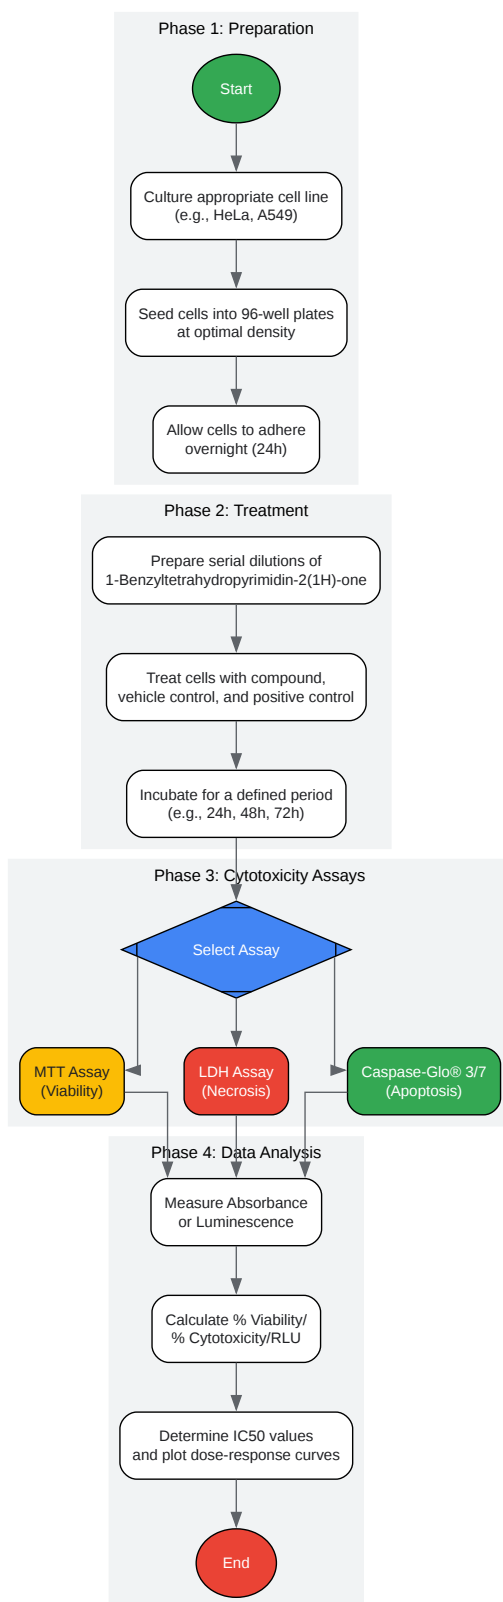 Phase 1: Preparation
Start
Culture appropriate cell line
(e.g., HeLa, A549)
Seed cells into 96-well plates
at optimal density
Allow cells to adhere
overnight (24h)
Phase 2: Treatment
Prepare serial dilutions of
1-Benzyltetrahydropyrimidin-2(1H)-one
Treat cells with compound,
vehicle control, and positive control
Incubate for a defined period
(e.g., 24h, 48h, 72h)
Phase 3: Cytotoxicity Assays
Select Assay
MTT Assay
(Viability)
LDH Assay
(Necrosis)
Caspase-Glo® 3/7
(Apoptosis)
Phase 4: Data Analysis
Measure Absorbance
or Luminescence
Calculate % Viability/
% Cytotoxicity/RLU
Determine IC50 values
and plot dose-response curves
End